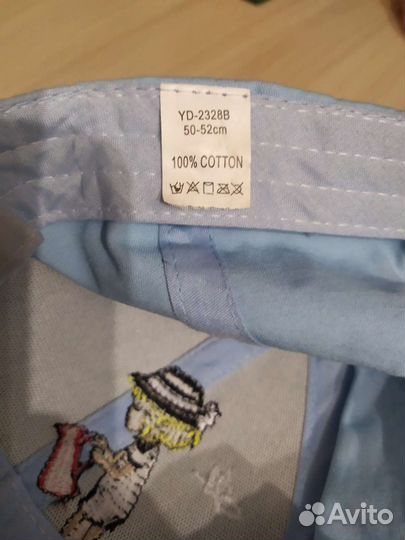 YD-2328B
50-52cm
100% COTTON
Avito